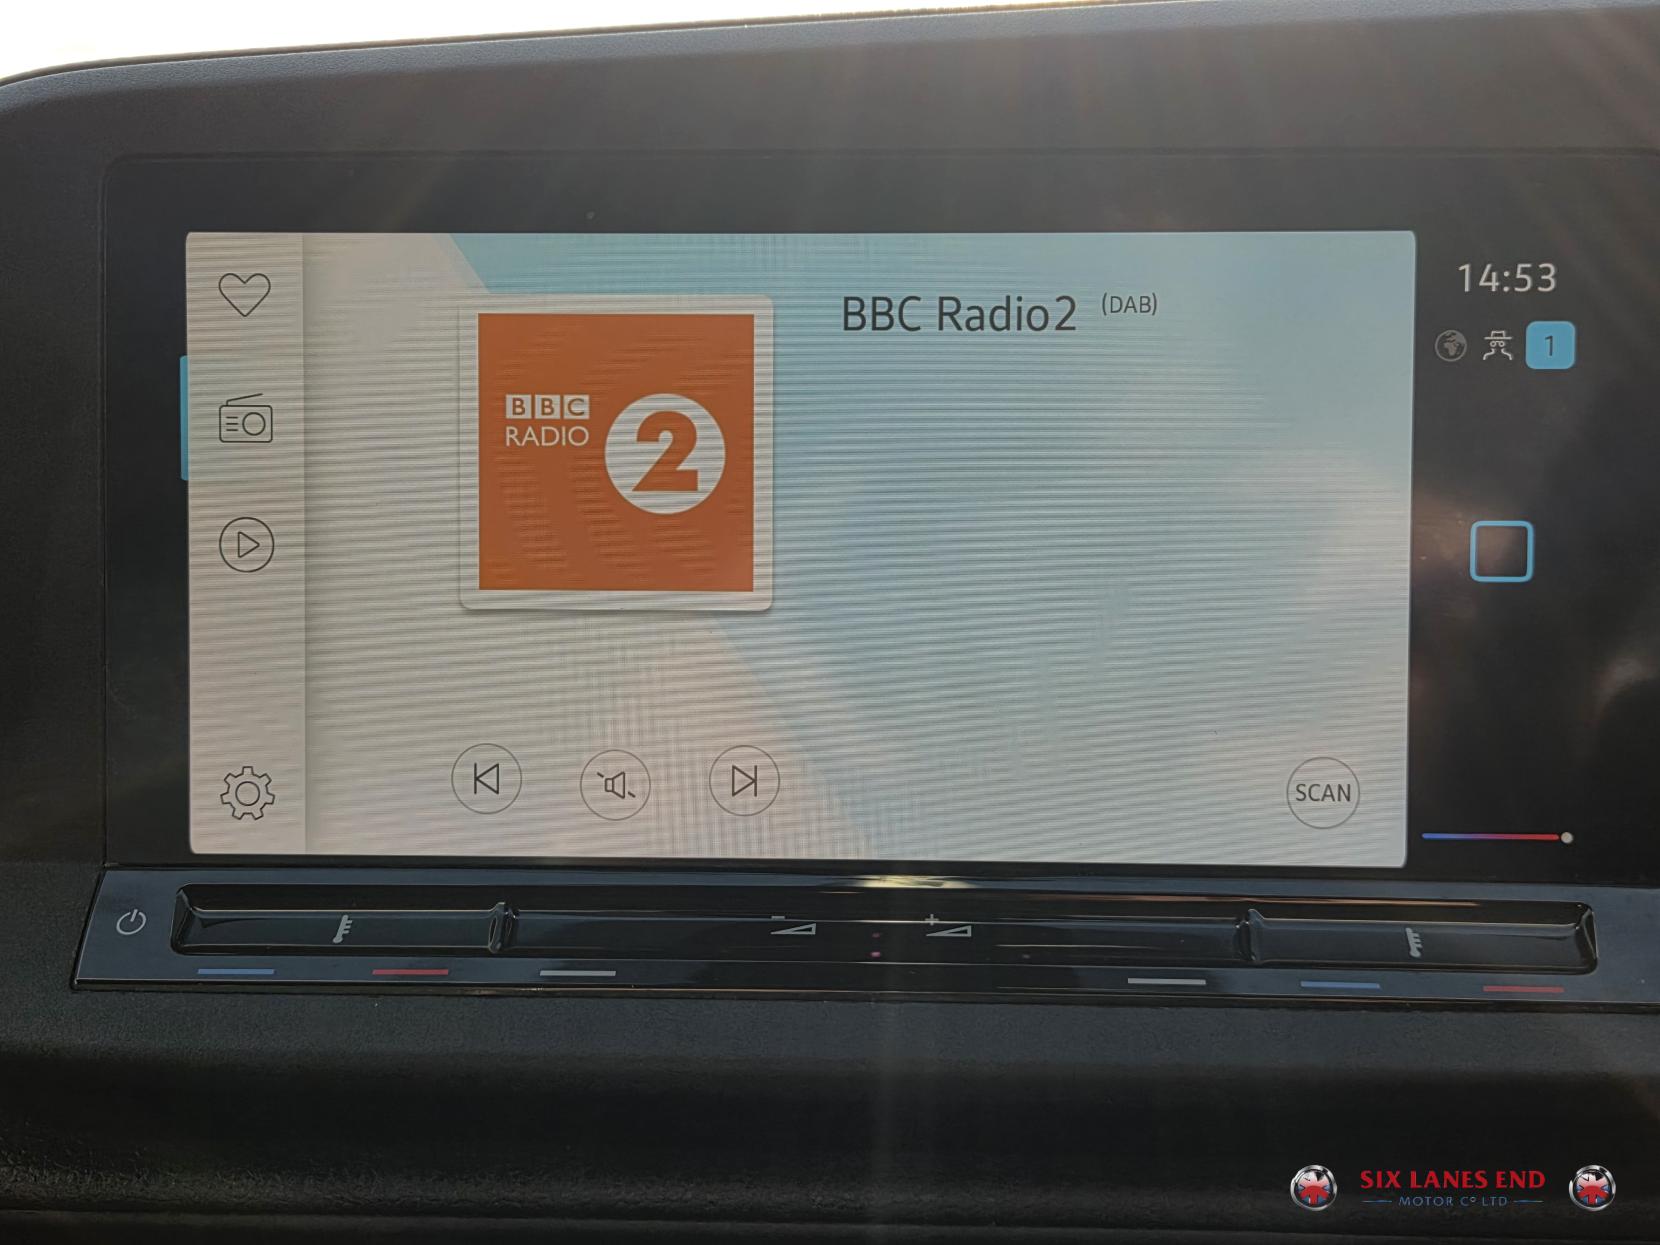 BBC Radio2 (DAB)
14:53
1
BBC
RADIO 2
SCAN
SIX LANES END
MOTOR Cº LTD